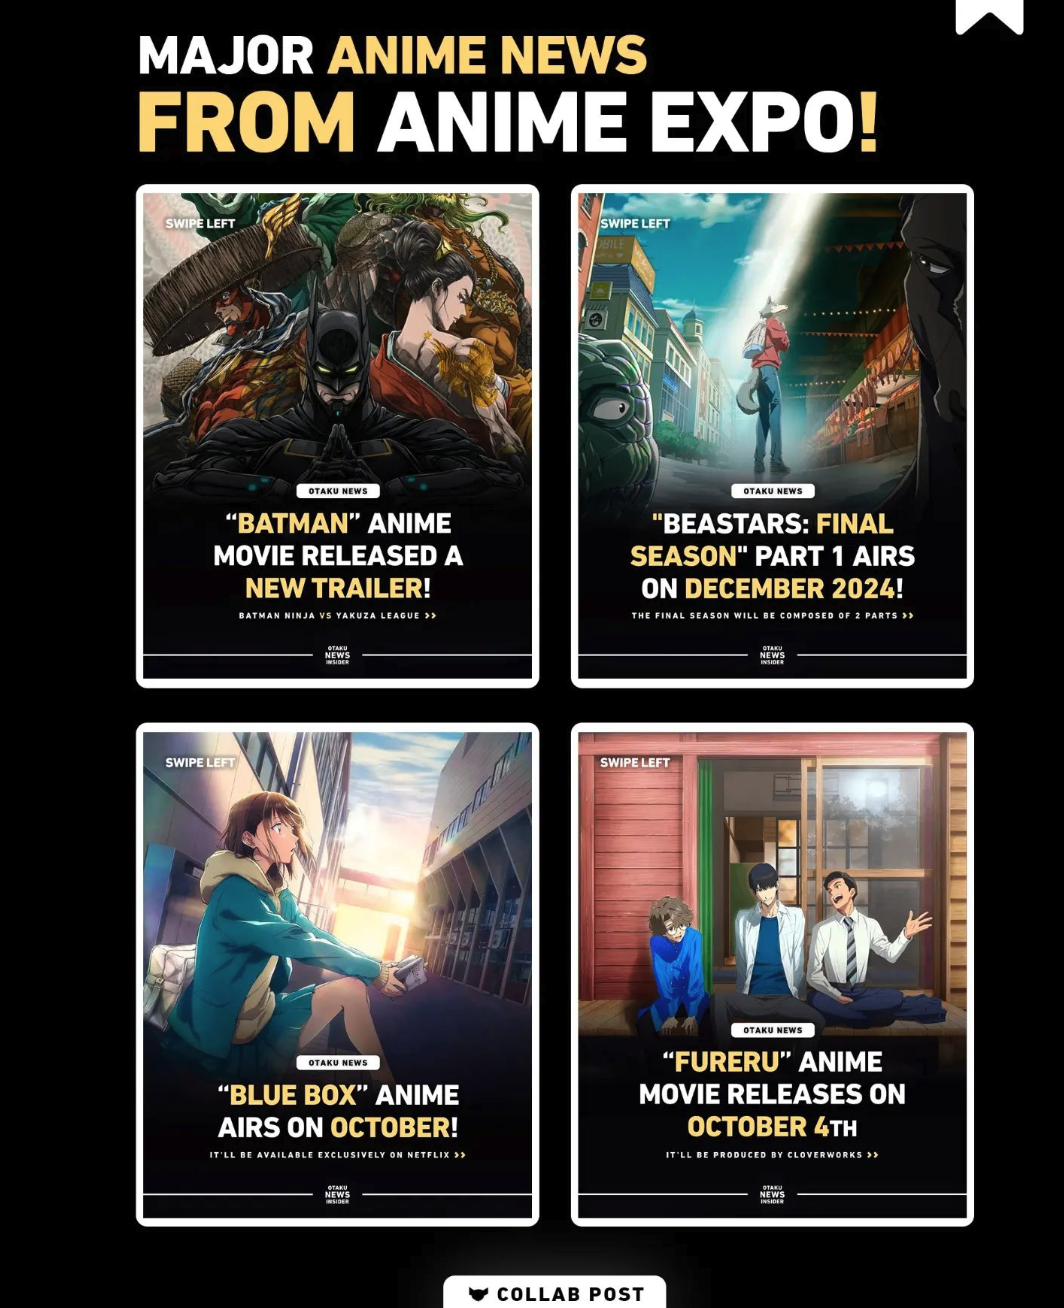 MAJOR ANIME NEWS
FROM ANIME EXPO!
SWIPE LEFT
OTAKU NEWS
“BATMAN” ANIME
MOVIE RELEASED A
NEW TRAILER!
BATMAN NINJA VS YAKUZA LEAGUE >>
OTAKU
NEWS
INSIDER
SWIPE LEFT
OTAKU NEWS
"BEASTARS: FINAL
SEASON" PART 1 AIRS
ON DECEMBER 2024!
THE FINAL SEASON WILL BE COMPOSED OF 2 PARTS >>
OTAKU
NEWS
INSIDER
SWIPE LEFT
OTAKU NEWS
“BLUE BOX” ANIME
AIRS ON OCTOBER!
IT'LL BE AVAILABLE EXCLUSIVELY ON NETFLIX >>
OTAKU
NEWS
INSIDER
SWIPE LEFT
OTAKU NEWS
“FURERU” ANIME
MOVIE RELEASES ON
OCTOBER 4TH
IT'LL BE PRODUCED BY CLOVERWORKS >>
OTAKU
NEWS
INSIDER
COLLAB POST